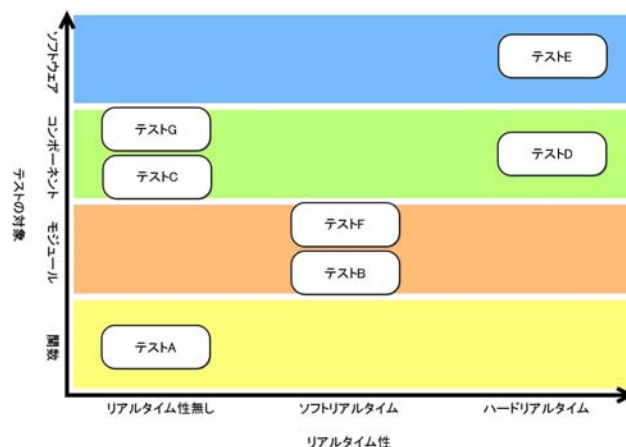 テストの対象
ソフトウェア
コンポーネント
モジュール
関数
テストE
テストG
テストC
テストD
テストF
テストB
テストA
リアルタイム性無し
ソフトリアルタイム
ハードリアルタイム
リアルタイム性